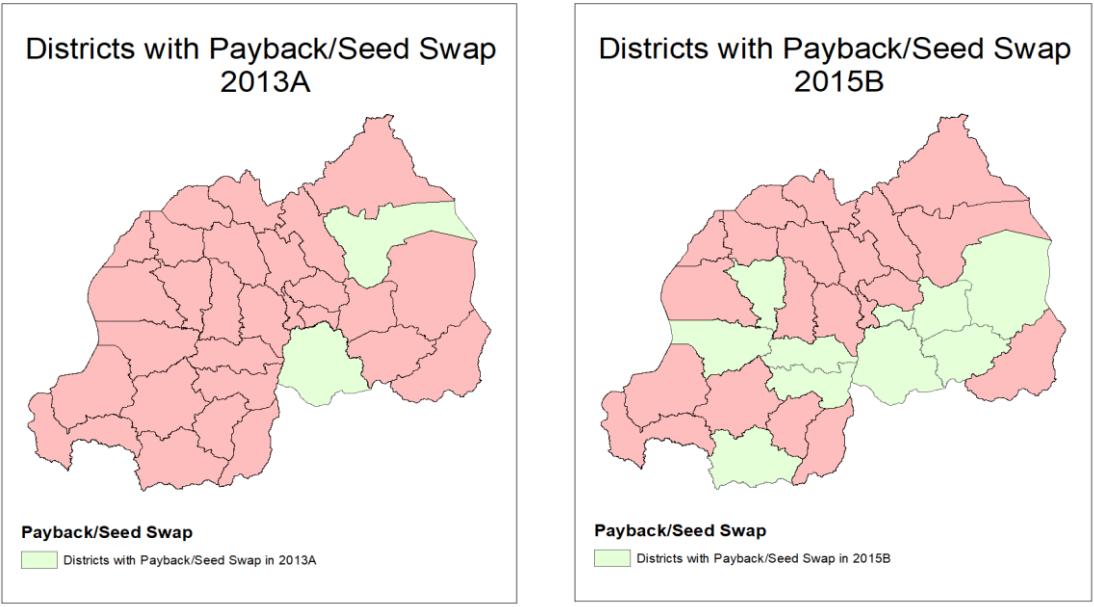 Districts with Payback/Seed Swap
2013A
Payback/Seed Swap
Districts with Payback/Seed Swap in 2013A
Districts with Payback/Seed Swap
2015B
Payback/Seed Swap
Districts with Payback/Seed Swap in 2015B